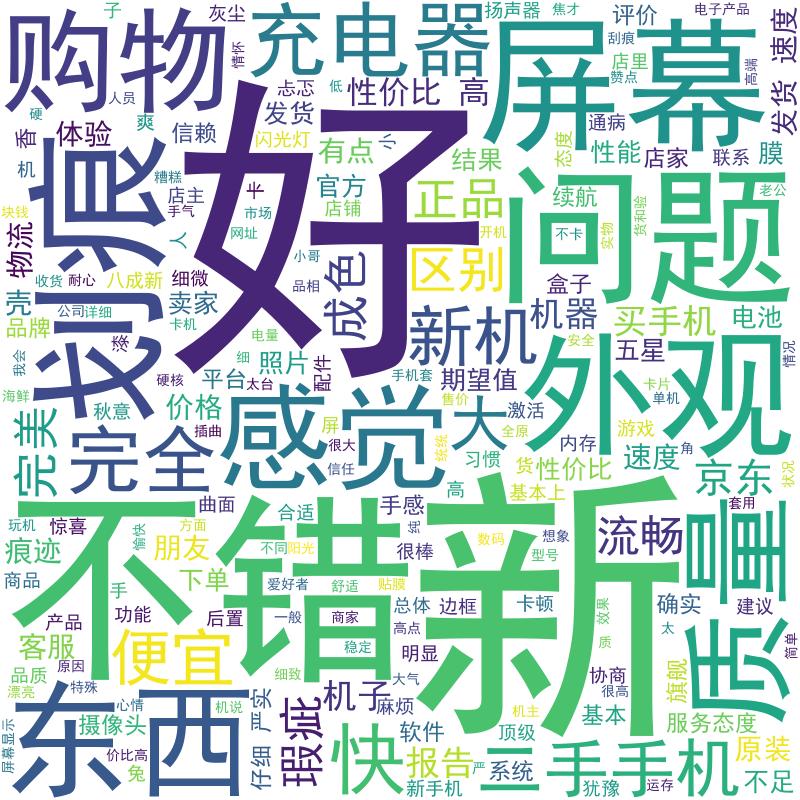 购物
子
灰尘
情怀
充电器
扬声器
焦才
评价
刮痕
电子产品
速度
屏幕
店里
赞点
高端
发货
硬
人员
低
忐忑
性价比
高
香
体验
爽
信赖
发货
闪光灯
有点
小
结果
态度
通病
性能
店家
联系
膜
机
糟糕
店主
手气
卡
市场
网址
官方
店铺
正品
开机
问题
续航
不卡
实物
货和验
老公
划痕
好
块钱
物流
人
小哥
品相
成色
区别
盒子
收货
耐心
八成新
细微
壳
公司
详细
卖家
电量
新机
机器
买手机
电池
品牌
卡机
我会
漆
细
照片
配件
手机套
期望值
安全
五星
外观
情况
海鲜
硬核
太台
平台
秋意
价格
感觉
售价
大
激活
卡片
单机
完美
完全
插曲
屏
很大
信任
统统
全原
习惯
内存
游戏
角
货
性价比
速度
京东
状况
高
基本上
曲面
合适
手感
纯
数码
想象
流畅
套用
质量
玩机
惊喜
愉快
方面
不同
阳光
很棒
型号
痕迹
朋友
不错
新
商品
手
下单
爱好者
舒适
贴膜
总体
边框
卡顿
效果
确实
建议
产品
功能
后置
一般
商家
高点
质
太
简单
客服
便宜
稳定
明显
品质
原因
细致
大气
协商
旗舰
漂亮
特殊
心情
机说
严实
瑕疵
机子
麻烦
机主
很高
基本
服务态度
东西
摄像头
软件
顶级
屏幕显示
价比高
兔
仔细
快
报告
新手机
严
系统
二手手机
犹豫
运存
原装
不足